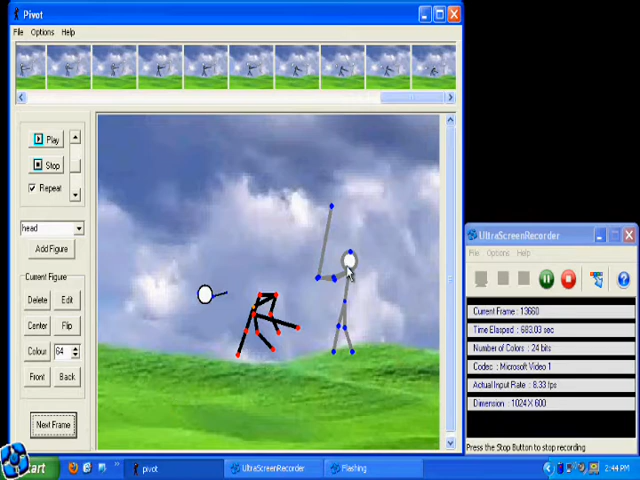 Pivot
File Options Help
Play
Stop
Repeat
head
Add Figure
Current Figure
Delete Edit
Center Flip
Colour 64
Front Back
Next Frame
UltraScreenRecorder
File Options Help
Current Frame : 13660
Time Elapsed : 683.03 sec
Number of Colors : 24 bits
Codec : Microsoft Video 1
Actual Input Rate : 8.33 fps
Dimension : 1024 X 600
Press the Stop Button to stop recording
start pivot UltraScreenRecorder Flashing 2:44 PM